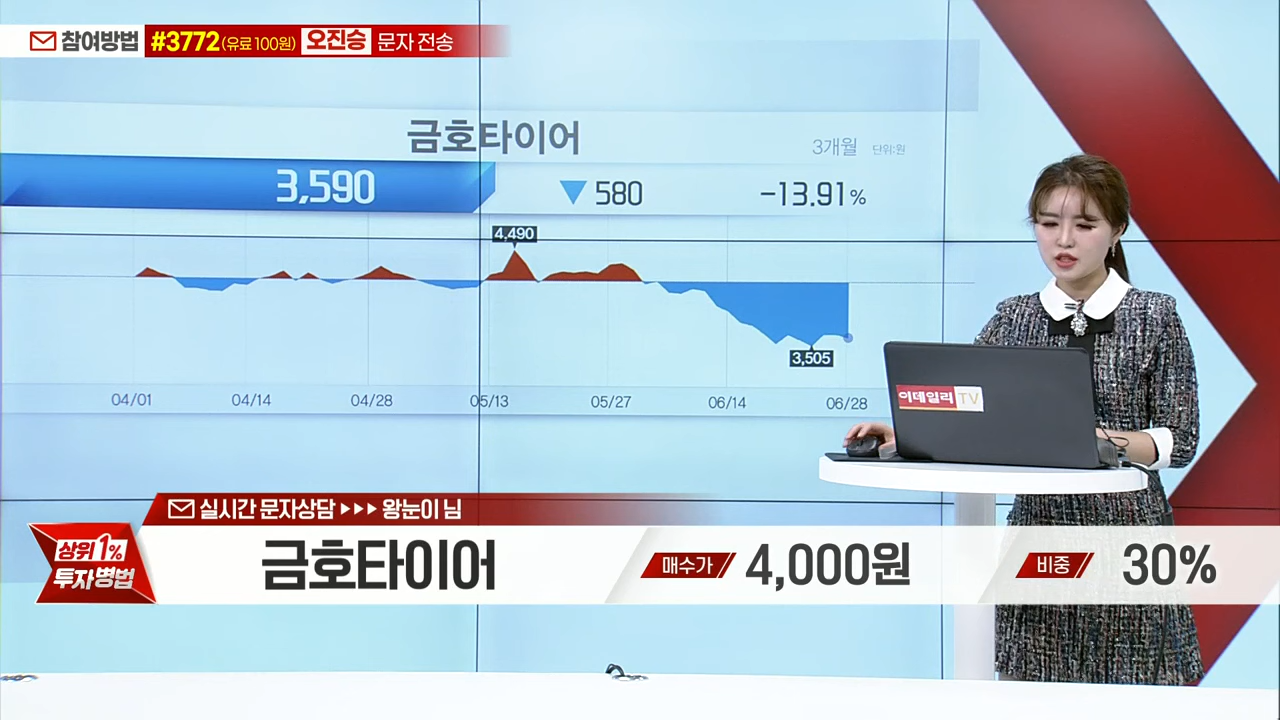 참여방법 #3772(유료 100원) 오진승 문자 전송
금호타이어
3개월 단위:원
3,590 ▼ 580 -13.91%
4,490
3,505
04/01 04/14 04/28 05/13 05/27 06/14 06/28
이데일리 TV
실시간 문자상담 ▶▶▶ 왕눈이 님
상위 1%
투자병법
금호타이어 매수가 4,000원 비중 30%